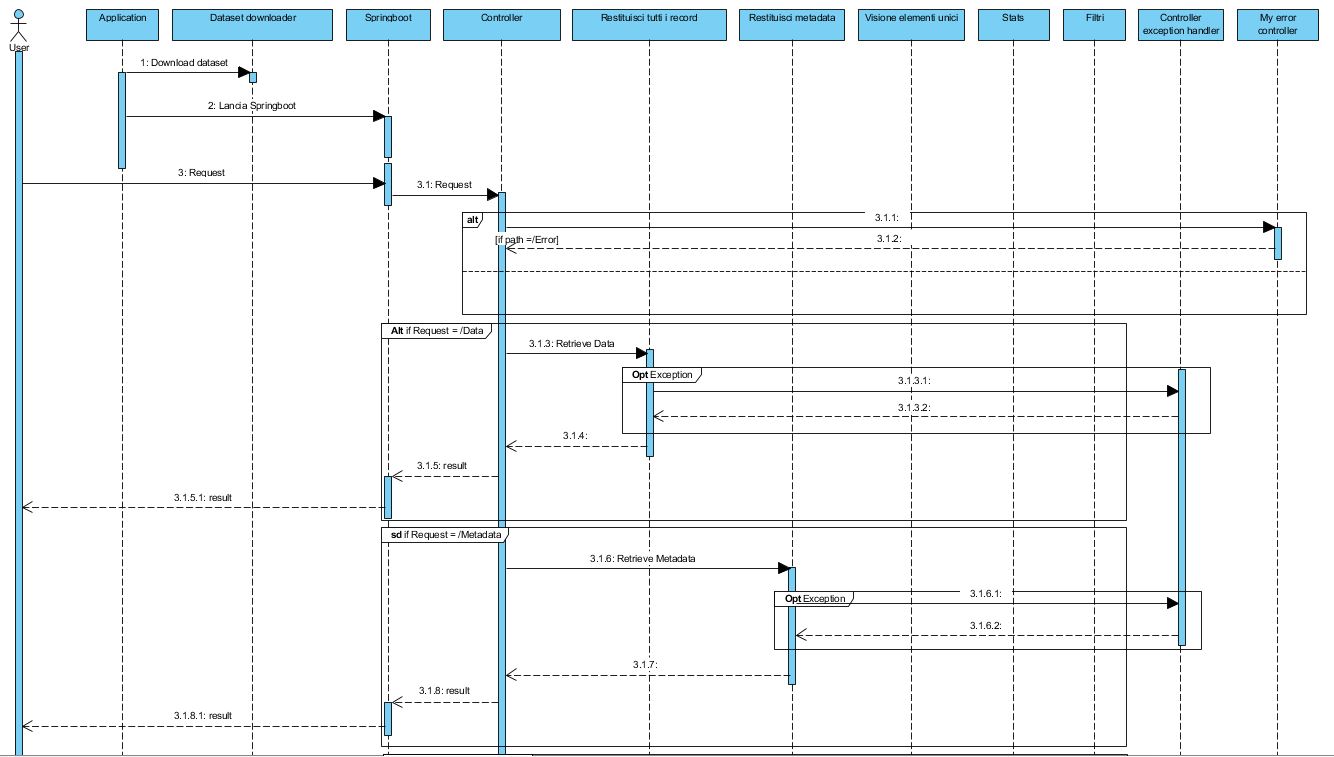 User
Application
Dataset downloader
Springboot
Controller
Restituisci tutti i record
Restituisci metadata
Visione elementi unici
Stats
Filtri
Controller
exception handler
My error
controller
1: Download dataset
2: Lancia Springboot
3: Request
3.1: Request
alt
3.1.1:
[if path =/Error]
3.1.2:
Alt if Request = /Data
3.1.3: Retrieve Data
Opt Exception
3.1.3.1:
3.1.3.2:
3.1.4:
3.1.5: result
3.1.5.1: result
sd if Request = /Metadata
3.1.6: Retrieve Metadata
Opt Exception
3.1.6.1:
3.1.6.2:
3.1.7:
3.1.8: result
3.1.8.1: result